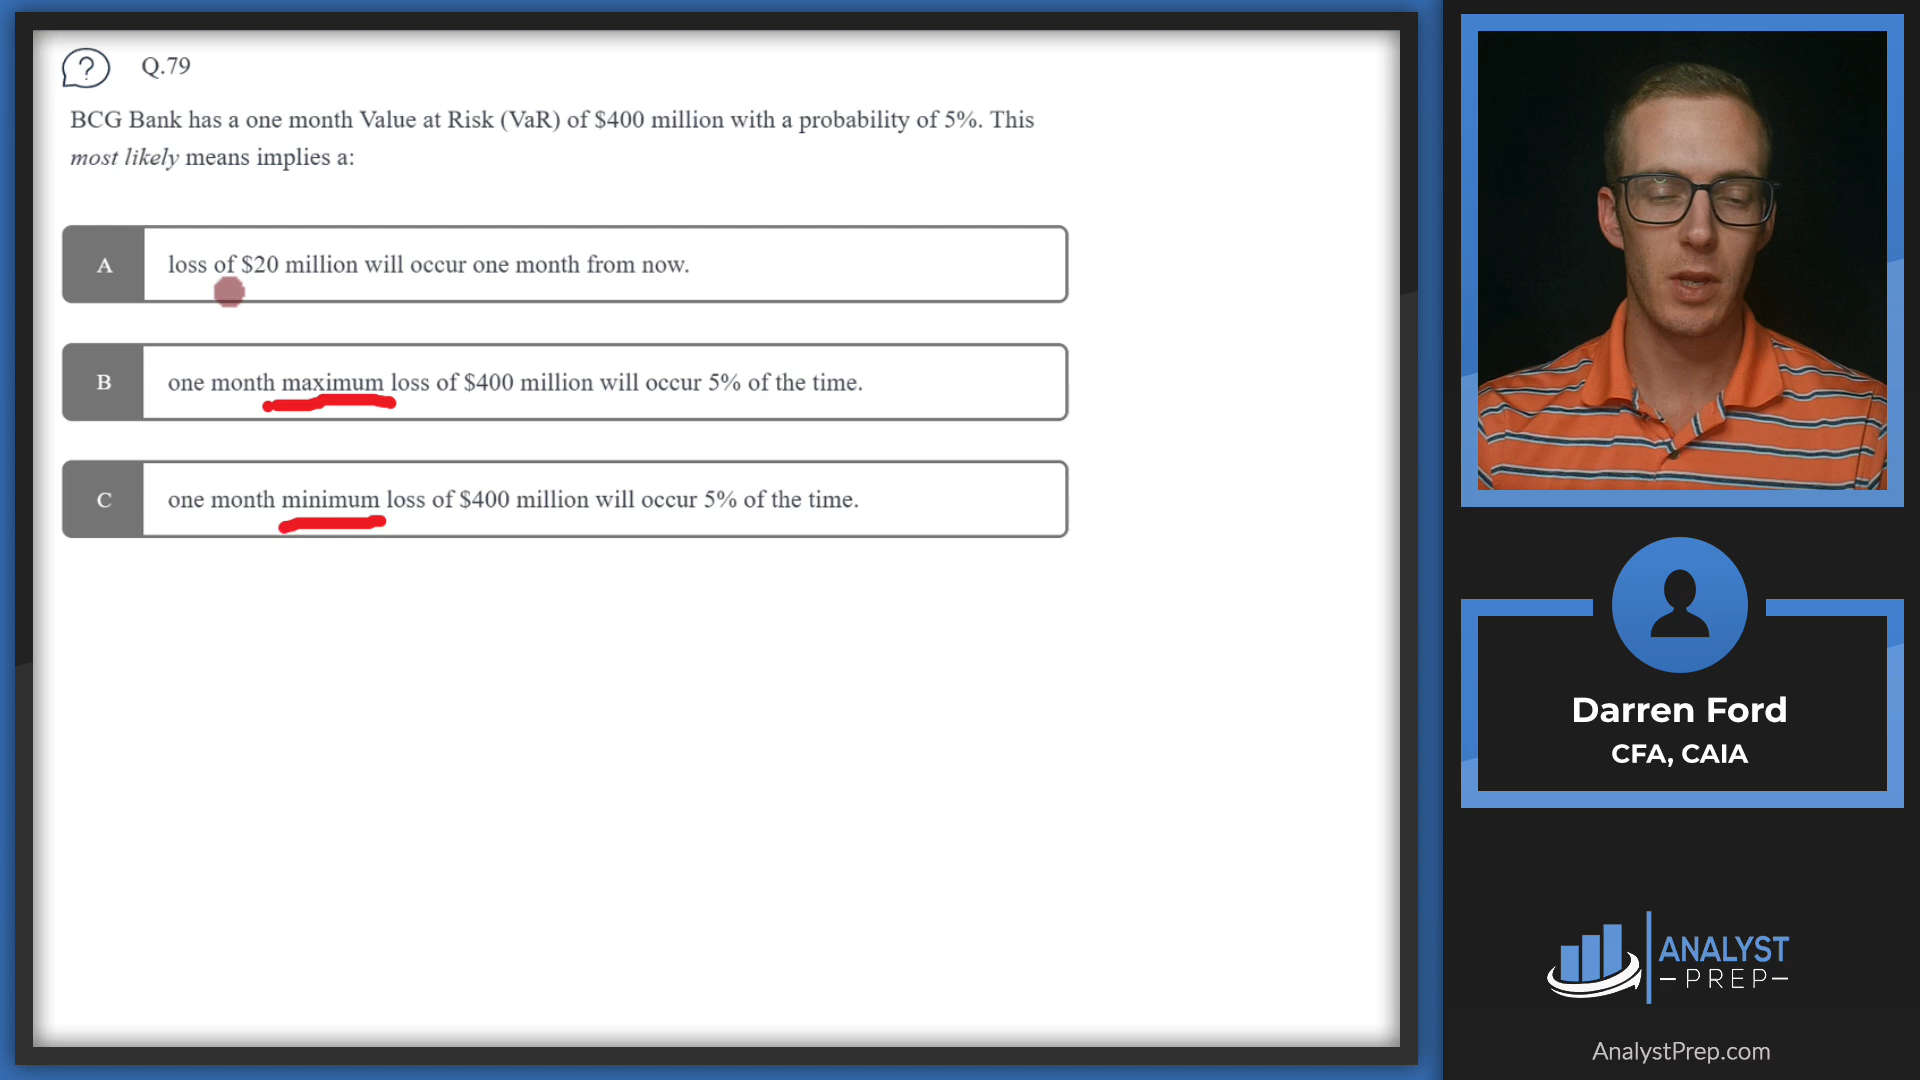 Q.79
BCG Bank has a one month Value at Risk (VaR) of $400 million with a probability of 5%. This
most likely means implies a:
A
loss of $20 million will occur one month from now.
B
one month maximum loss of $400 million will occur 5% of the time.
C
one month minimum loss of $400 million will occur 5% of the time.
Darren Ford
CFA, CAIA
ANALYST
PREP
AnalystPrep.com